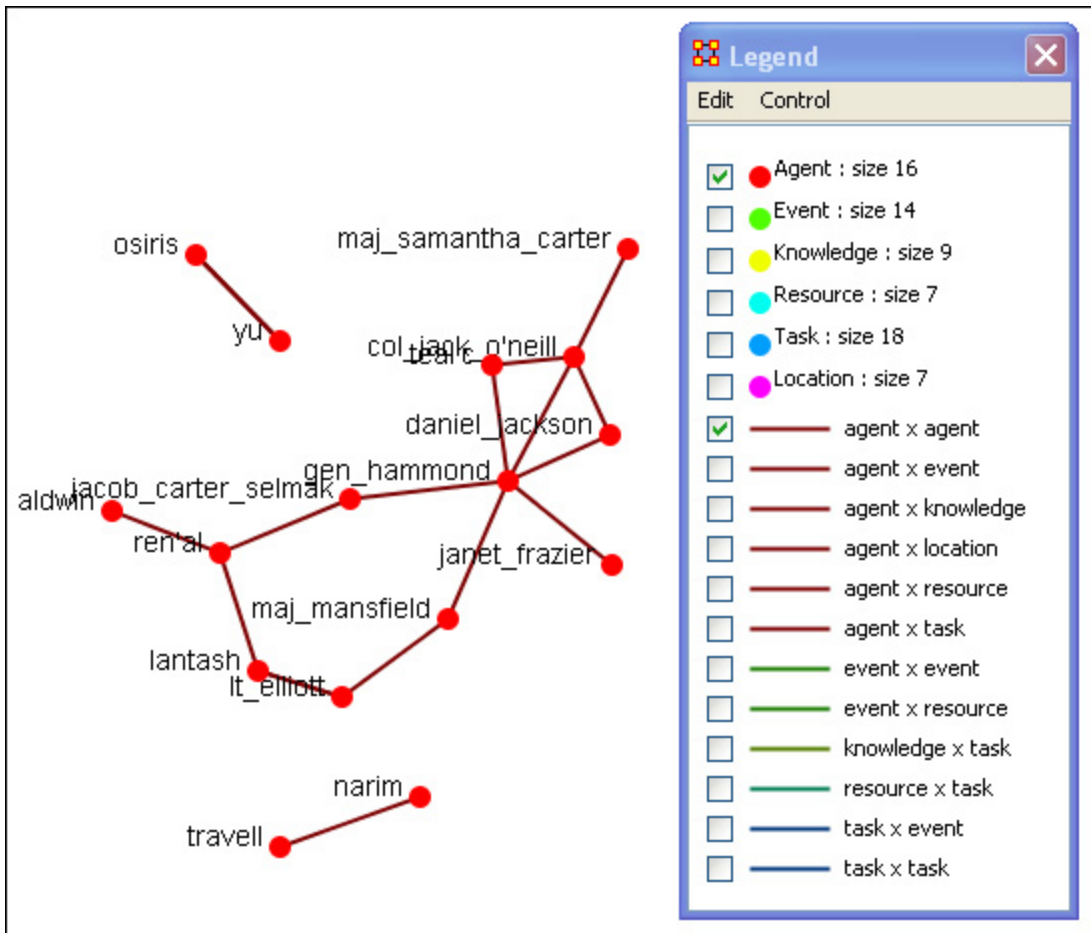 Legend
Edit Control
Agent : size 16
Event : size 14
Knowledge : size 9
Resource : size 7
Task : size 18
Location : size 7
agent x agent
agent x event
agent x knowledge
agent x location
agent x resource
agent x task
event x event
event x resource
knowledge x task
resource x task
task x event
task x task
osiris
maj_samantha_carter
yu
col_jack_o'neill
teal'c
daniel_jackson
gen_hammond
jacob_carter_selmak
aldwin
ren'al
janet_frazier
maj_mansfield
lantash
lt_elliott
narim
travell